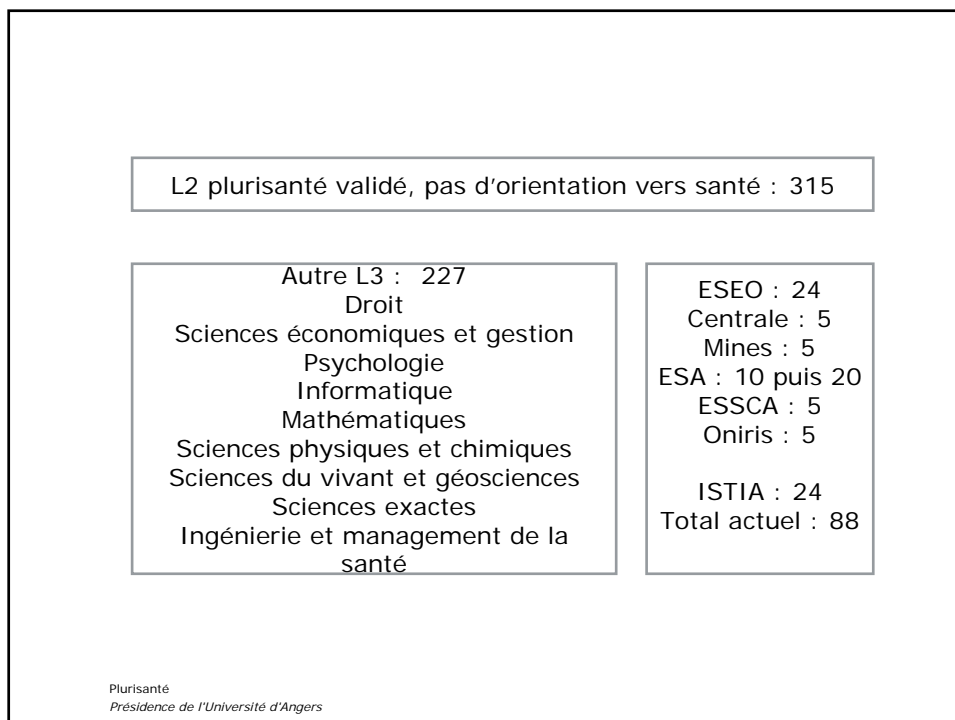 L2 plurisanté validé, pas d'orientation vers santé : 315
Autre L3 :  227
Droit
Sciences économiques et gestion
Psychologie
Informatique
Mathématiques
Sciences physiques et chimiques
Sciences du vivant et géosciences
Sciences exactes
Ingénierie et management de la
santé
ESEO : 24
Centrale : 5
Mines : 5
ESA : 10 puis 20
ESSCA : 5
Oniris : 5
ISTIA : 24
Total actuel : 88
Plurisanté
Présidence de l'Université d'Angers